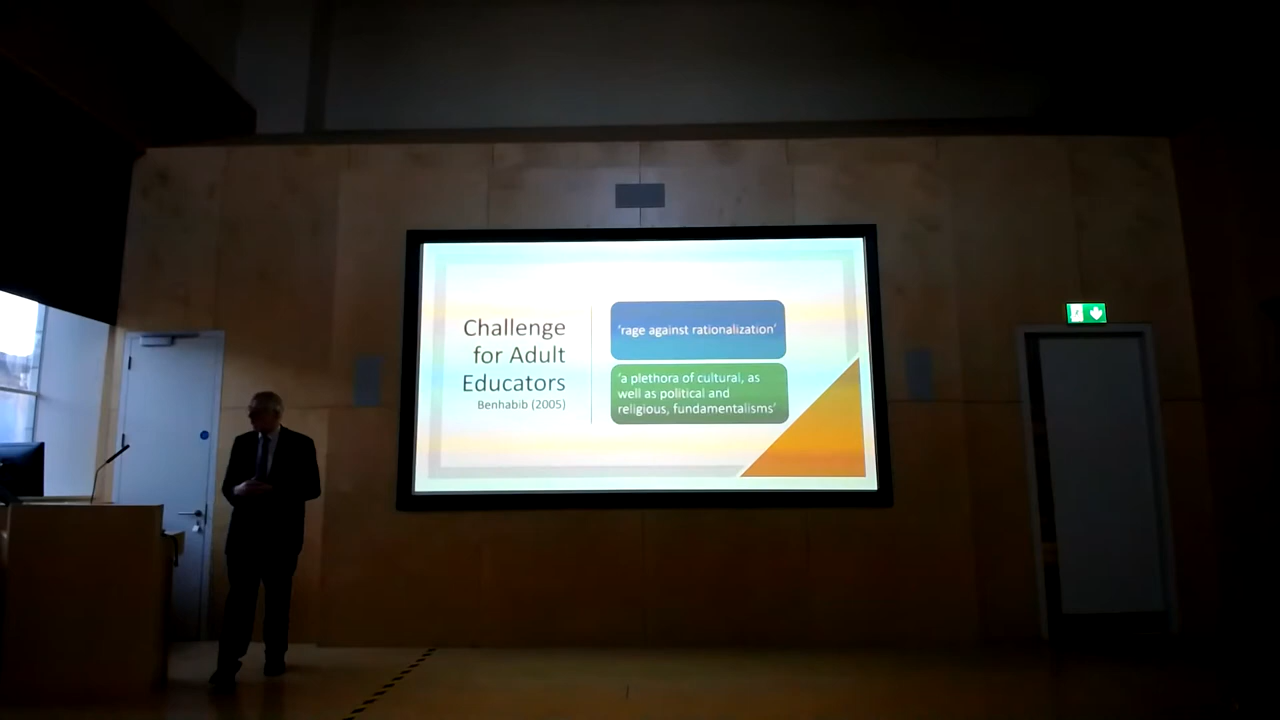 Challenge
for Adult
Educators
Benhabib (2005)
‘rage against rationalization’
‘a plethora of cultural, as
well as political and
religious, fundamentalisms’